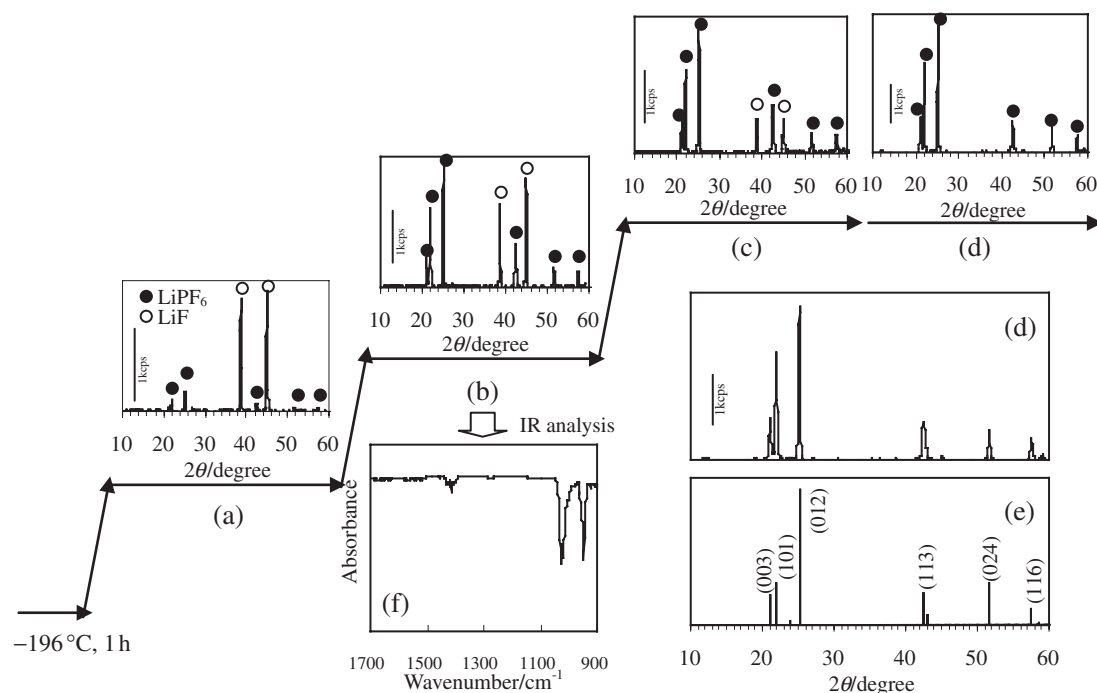 1kcps
10 20 30 40 50 60
2θ/degree
(c)
1kcps
10 20 30 40 50 60
2θ/degree
(d)
1kcps
10 20 30 40 50 60
2θ/degree
(b)
IR analysis
LiPF₆
LiF
1kcps
10 20 30 40 50 60
2θ/degree
(a)
−196 °C, 1 h
Absorbance
(f)
1700 1500 1300 1100 900
Wavenumber/cm⁻¹
(d)
1kcps
(e)
(003)
(101)
(012)
(113)
(024)
(116)
10 20 30 40 50 60
2θ/degree